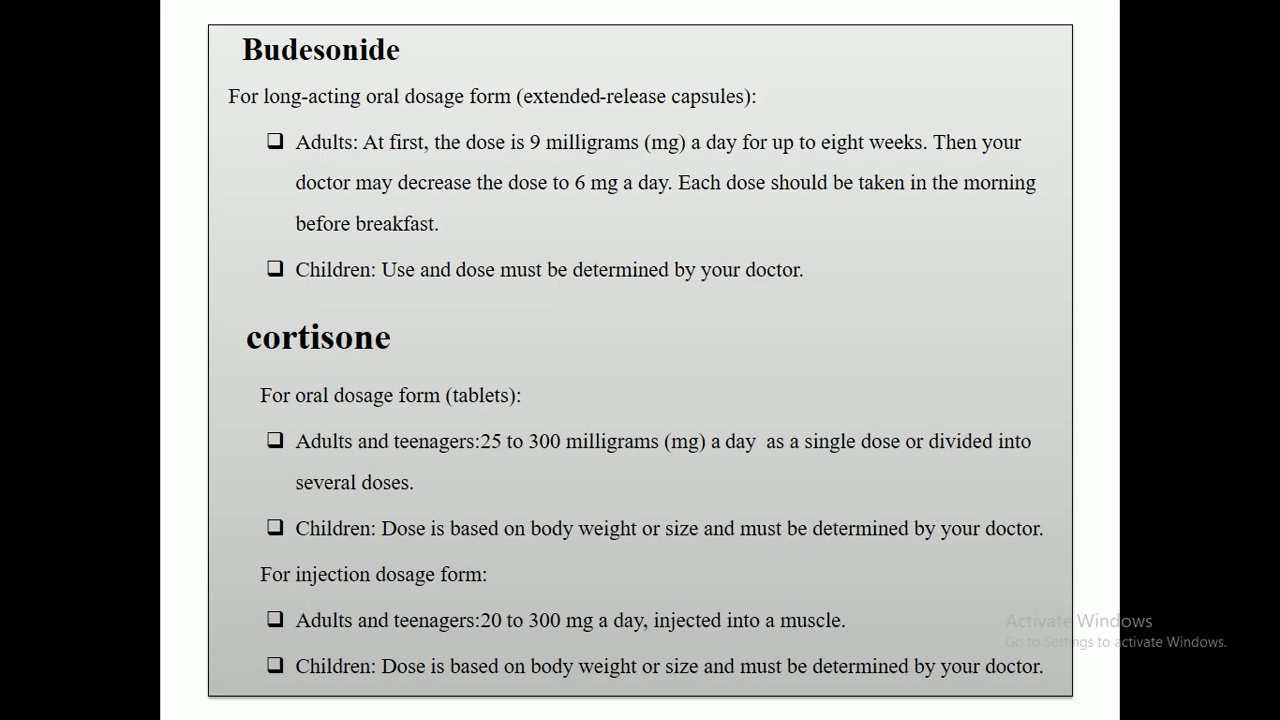 Budesonide
For long-acting oral dosage form (extended-release capsules):
❑ Adults: At first, the dose is 9 milligrams (mg) a day for up to eight weeks. Then your
doctor may decrease the dose to 6 mg a day. Each dose should be taken in the morning
before breakfast.
❑ Children: Use and dose must be determined by your doctor.
cortisone
For oral dosage form (tablets):
❑ Adults and teenagers:25 to 300 milligrams (mg) a day  as a single dose or divided into
several doses.
❑ Children: Dose is based on body weight or size and must be determined by your doctor.
For injection dosage form:
❑ Adults and teenagers:20 to 300 mg a day, injected into a muscle.
❑ Children: Dose is based on body weight or size and must be determined by your doctor.
Activate Windows
Go to Settings to activate Windows.